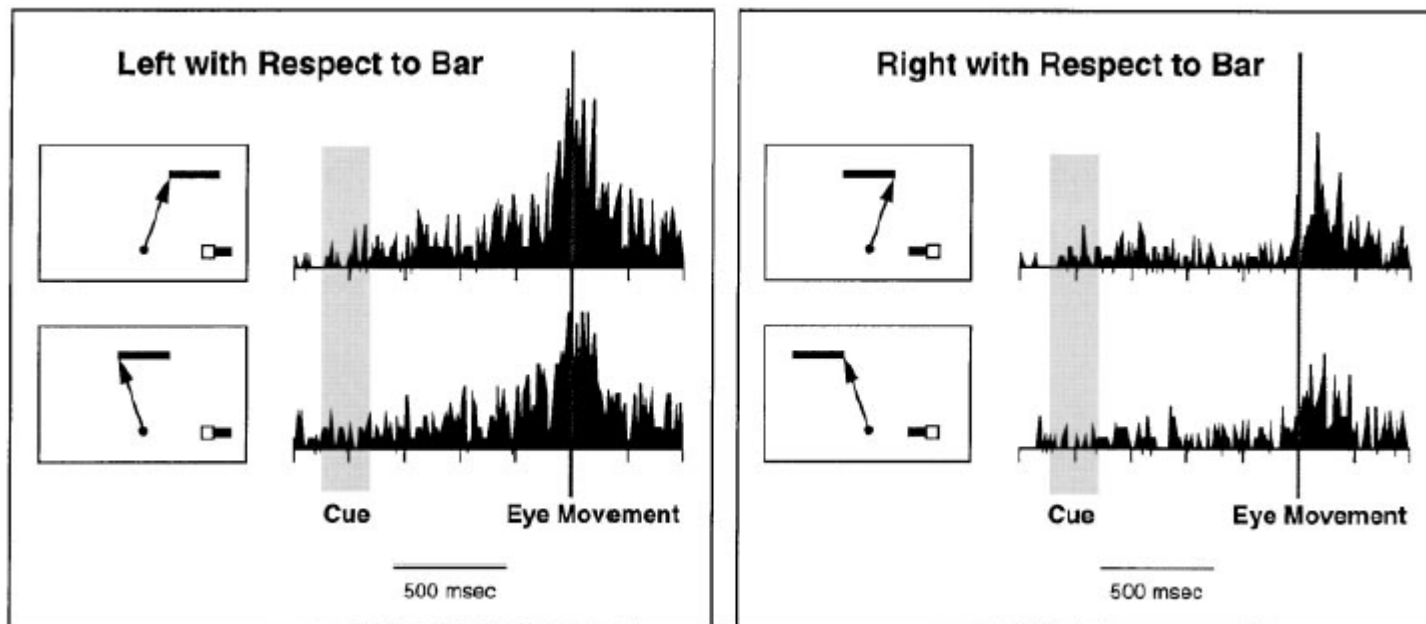 Left with Respect to Bar
Cue
Eye Movement
500 msec
Right with Respect to Bar
Cue
Eye Movement
500 msec